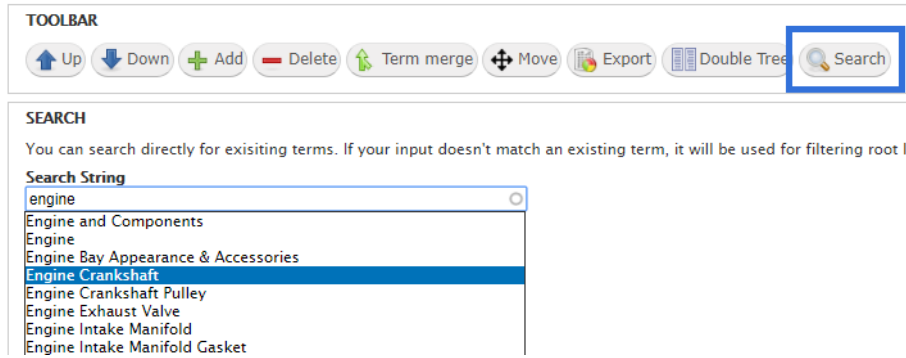 TOOLBAR
Up Down Add Delete Term merge Move Export Double Tree Search
SEARCH
You can search directly for exisiting terms. If your input doesn't match an existing term, it will be used for filtering root
Search String
engine
Engine and Components
Engine
Engine Bay Appearance & Accessories
Engine Crankshaft
Engine Crankshaft Pulley
Engine Exhaust Valve
Engine Intake Manifold
Engine Intake Manifold Gasket